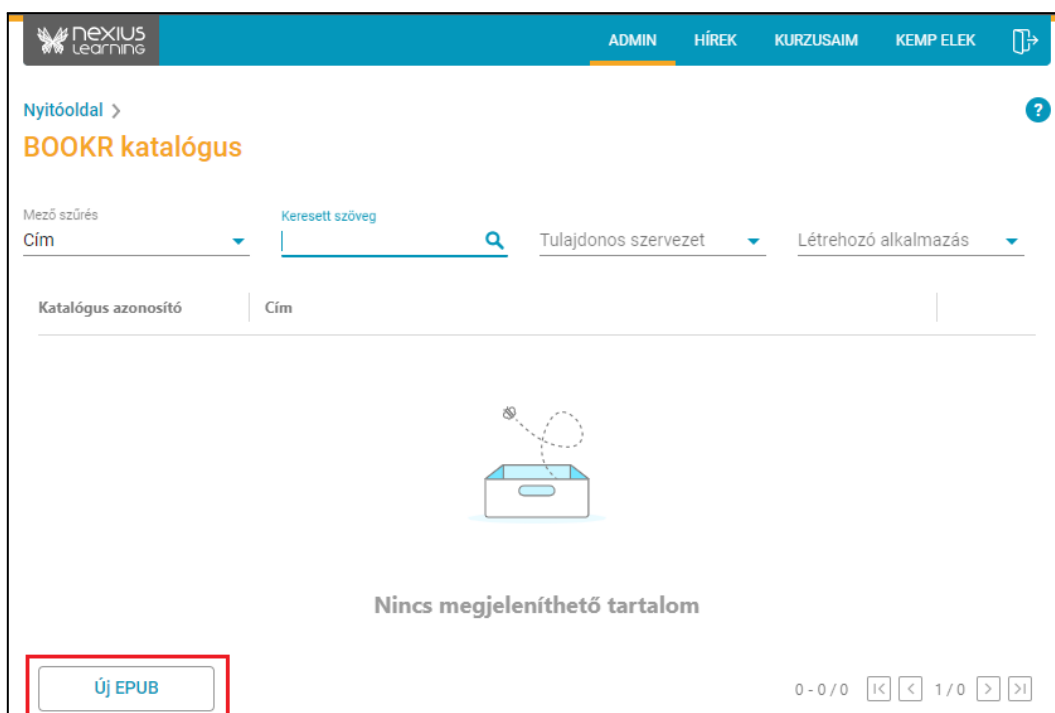 nexius
Learning
ADMIN HÍREK KURZUSAIM KEMP ELEK
Nyitóoldal >
?
BOOKR katalógus
Mező szűrés
Cím
Keresett szöveg
Tulajdonos szervezet
Létrehozó alkalmazás
Katalógus azonosító Cím
Nincs megjeleníthető tartalom
Új EPUB
0 - 0 / 0 1 / 0